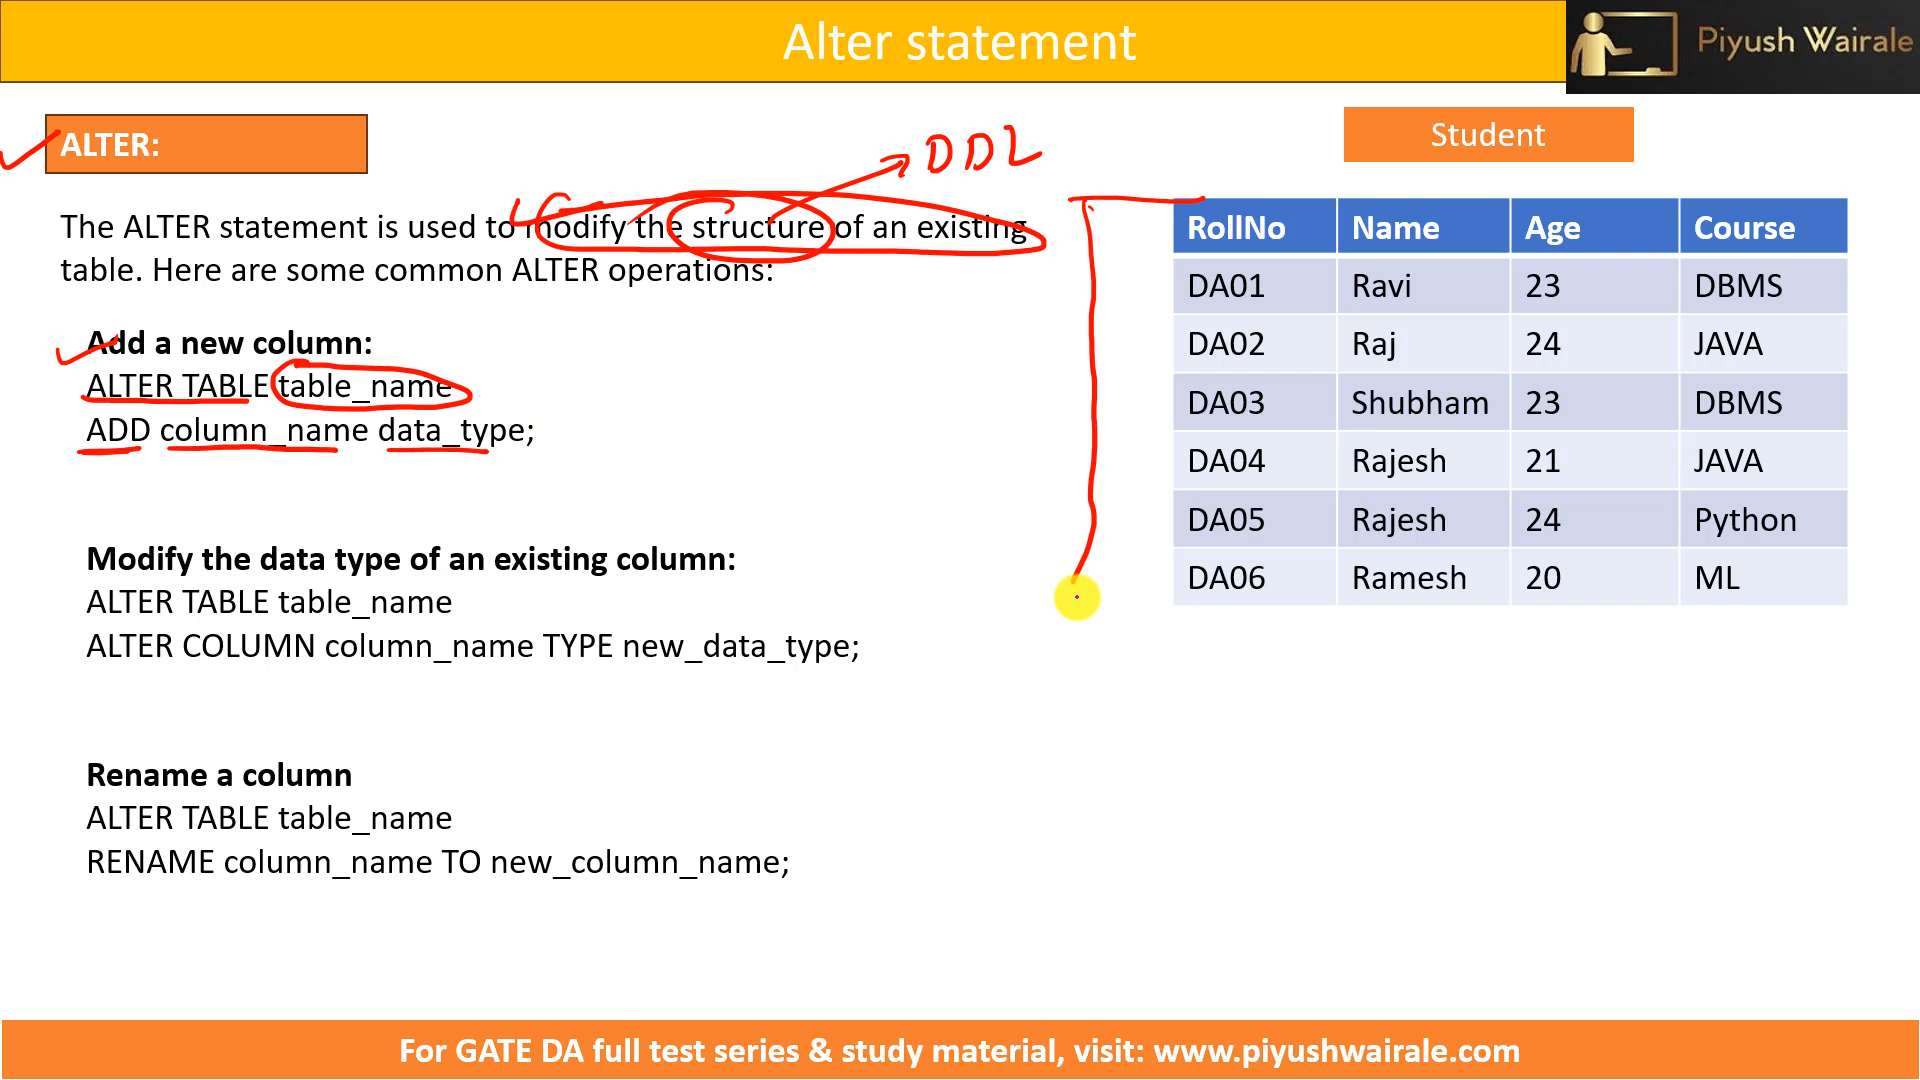 Alter statement
Piyush Wairale
ALTER:
DDL
Student
The ALTER statement is used to modify the structure of an existing
table. Here are some common ALTER operations:
Add a new column:
ALTER TABLE table_name
ADD column_name data_type;
Modify the data type of an existing column:
ALTER TABLE table_name
ALTER COLUMN column_name TYPE new_data_type;
Rename a column
ALTER TABLE table_name
RENAME column_name TO new_column_name;
RollNo Name Age Course
DA01 Ravi 23 DBMS
DA02 Raj 24 JAVA
DA03 Shubham 23 DBMS
DA04 Rajesh 21 JAVA
DA05 Rajesh 24 Python
DA06 Ramesh 20 ML
For GATE DA full test series & study material, visit: www.piyushwairale.com